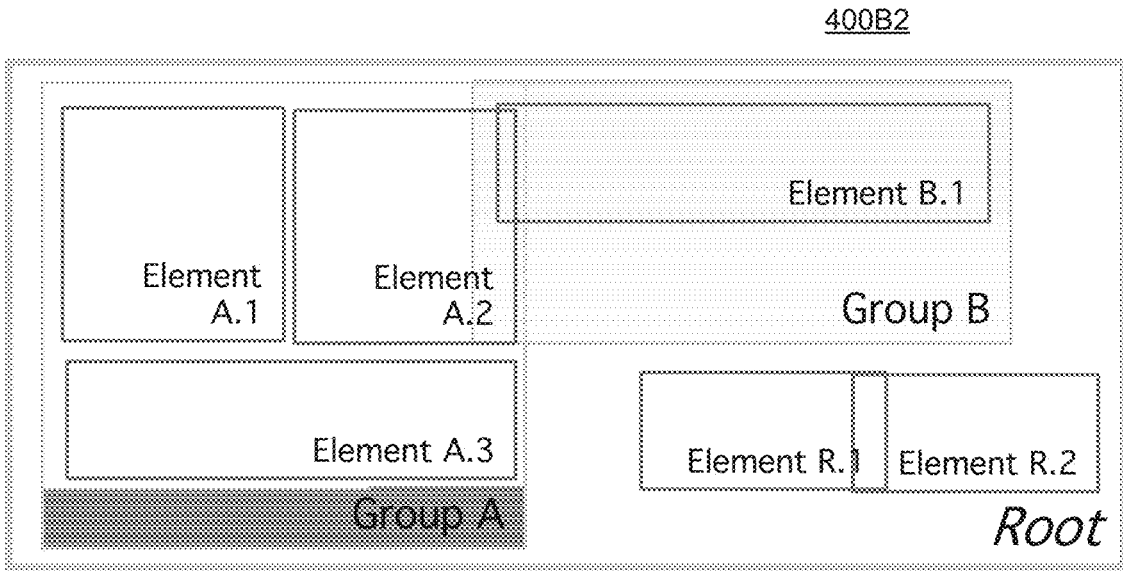 400B2
Element B.1
Element
A.1
Element
A.2
Group B
Element A.3
Element R.1
Element R.2
Group A
Root